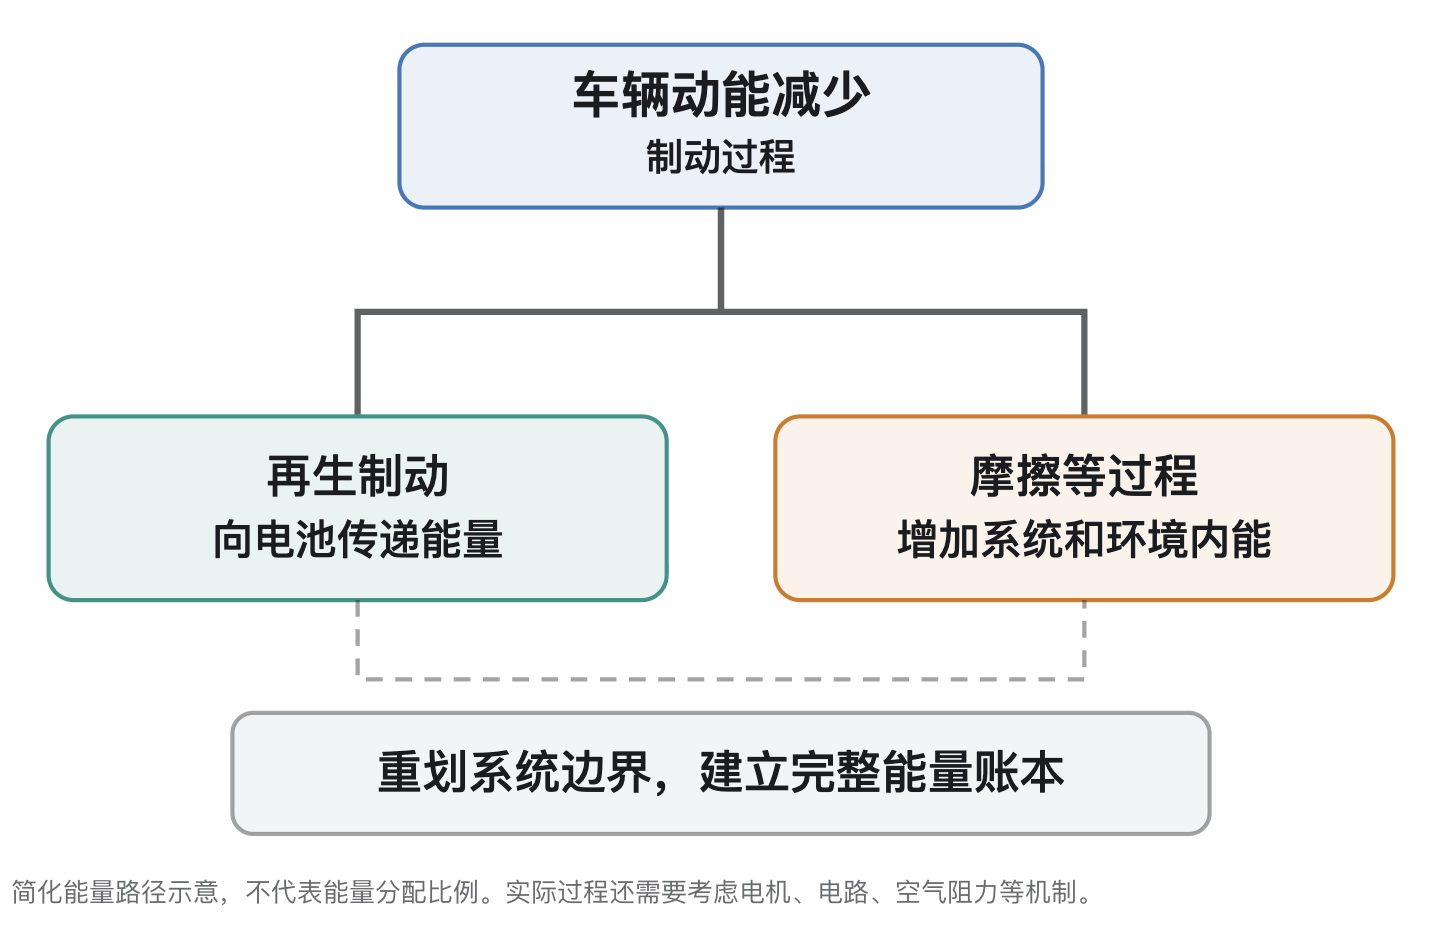 车辆动能减少
制动过程
再生制动
向电池传递能量
摩擦等过程
增加系统和环境内能
重划系统边界，建立完整能量账本
简化能量路径示意，不代表能量分配比例。实际过程还需要考虑电机、电路、空气阻力等机制。